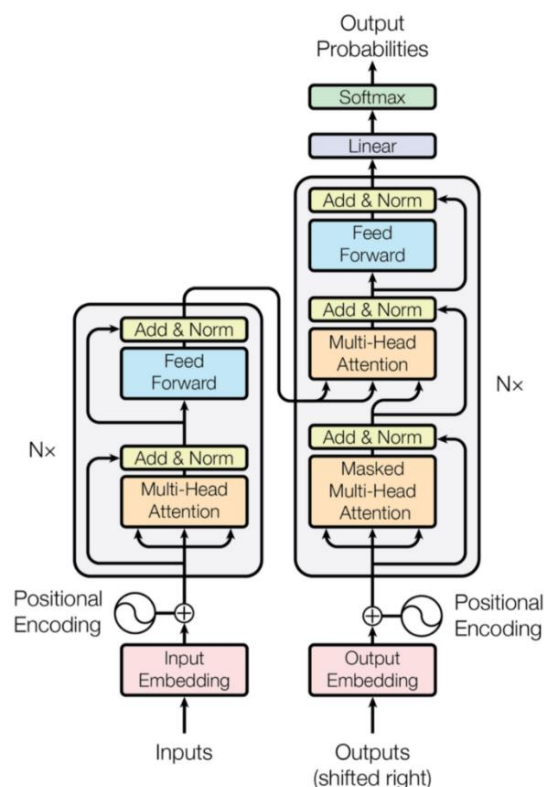 Output
Probabilities
Softmax
Linear
Add & Norm
Feed
Forward
Add & Norm
Multi-Head
Attention
Nx
Add & Norm
Masked
Multi-Head
Attention
Add & Norm
Feed
Forward
Nx
Add & Norm
Multi-Head
Attention
Positional
Encoding
Positional
Encoding
Input
Embedding
Output
Embedding
Inputs
Outputs
(shifted right)